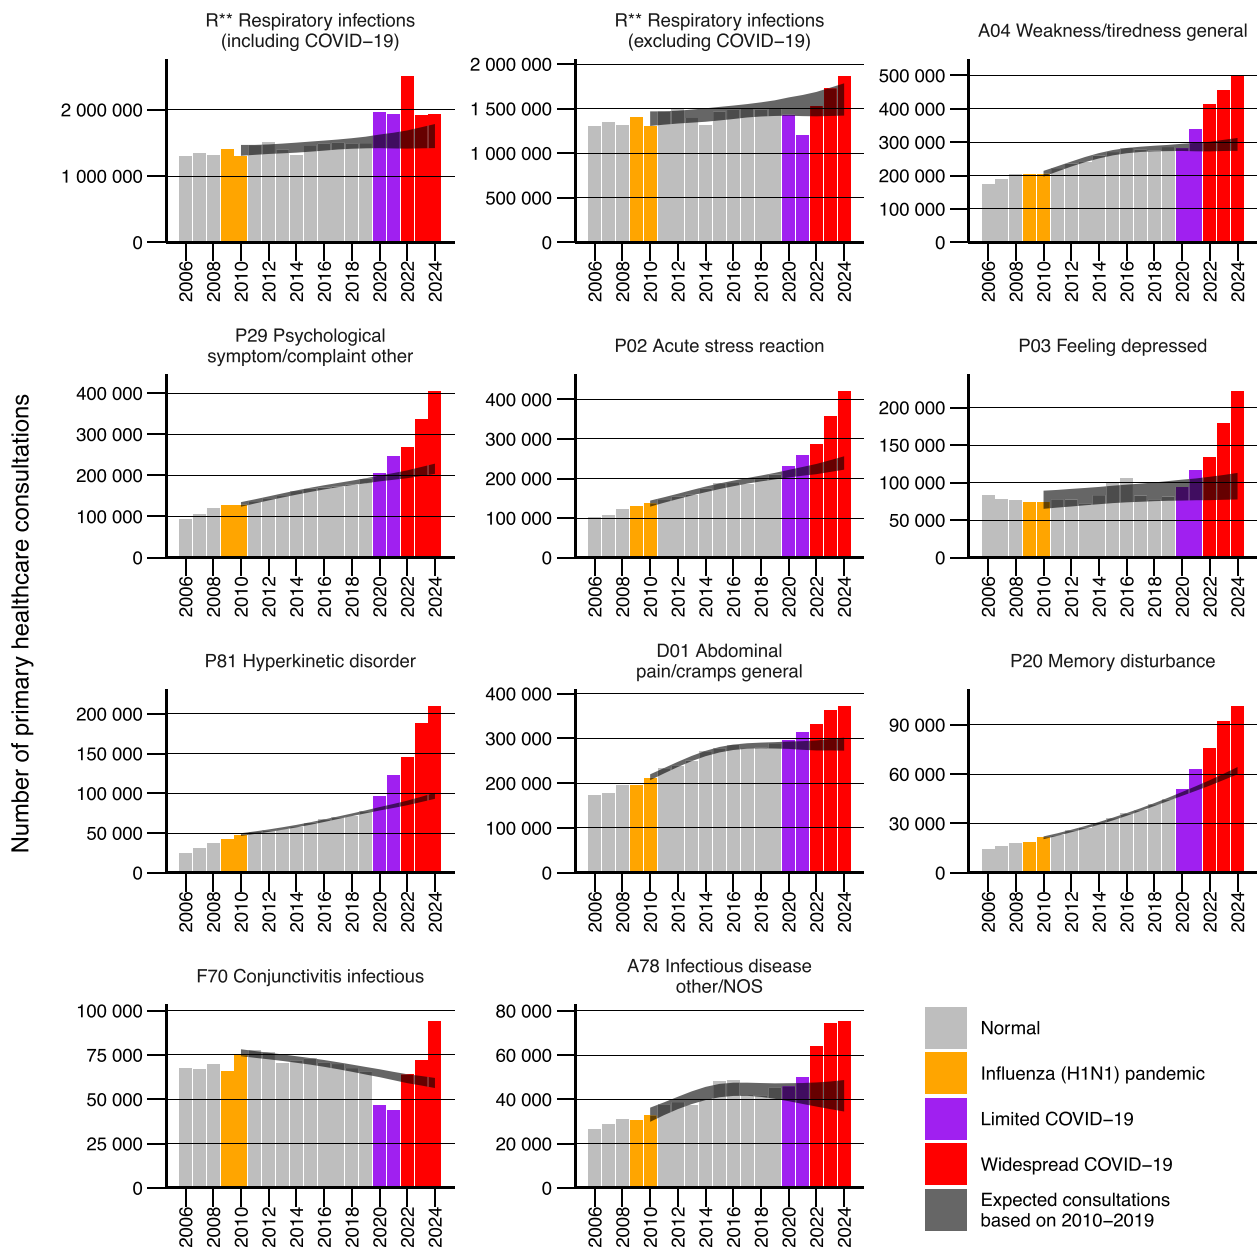 Number of primary healthcare consultations
R** Respiratory infections
(including COVID−19)
2 000 000
1 000 000
0
2006 2008 2010 2012 2014 2016 2018 2020 2022 2024
R** Respiratory infections
(excluding COVID−19)
2 000 000
1 500 000
1 000 000
500 000
0
2006 2008 2010 2012 2014 2016 2018 2020 2022 2024
A04 Weakness/tiredness general
500 000
400 000
300 000
200 000
100 000
0
2006 2008 2010 2012 2014 2016 2018 2020 2022 2024
P29 Psychological
symptom/complaint other
400 000
300 000
200 000
100 000
0
2006 2008 2010 2012 2014 2016 2018 2020 2022 2024
P02 Acute stress reaction
400 000
300 000
200 000
100 000
0
2006 2008 2010 2012 2014 2016 2018 2020 2022 2024
P03 Feeling depressed
200 000
150 000
100 000
50 000
0
2006 2008 2010 2012 2014 2016 2018 2020 2022 2024
P81 Hyperkinetic disorder
200 000
150 000
100 000
50 000
0
2006 2008 2010 2012 2014 2016 2018 2020 2022 2024
D01 Abdominal
pain/cramps general
400 000
300 000
200 000
100 000
0
2006 2008 2010 2012 2014 2016 2018 2020 2022 2024
P20 Memory disturbance
90 000
60 000
30 000
0
2006 2008 2010 2012 2014 2016 2018 2020 2022 2024
F70 Conjunctivitis infectious
100 000
75 000
50 000
25 000
0
2006 2008 2010 2012 2014 2016 2018 2020 2022 2024
A78 Infectious disease
other/NOS
80 000
60 000
40 000
20 000
0
2006 2008 2010 2012 2014 2016 2018 2020 2022 2024
Normal
Influenza (H1N1) pandemic
Limited COVID−19
Widespread COVID−19
Expected consultations
based on 2010−2019